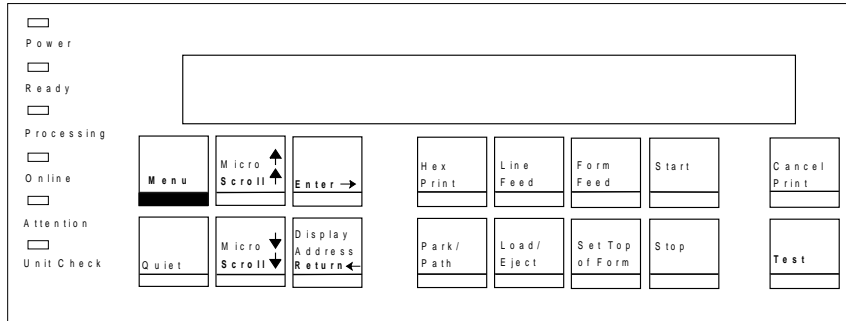 Power
Ready
Processing
Online
Attention
Unit Check
Menu
Micro
Scroll
Enter
Hex
Print
Line
Feed
Form
Feed
Start
Cancel
Print
Quiet
Micro
Scroll
Display
Address
Return
Park/
Path
Load/
Eject
Set Top
of Form
Stop
Test